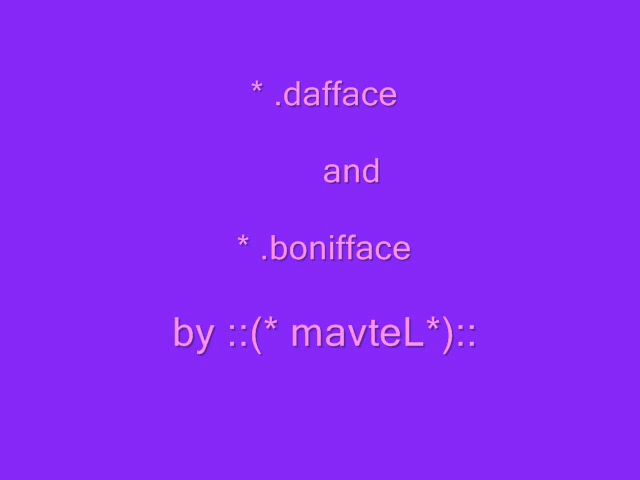 * .dafface
and
* .bonifface
by ::(* mavteL*)::